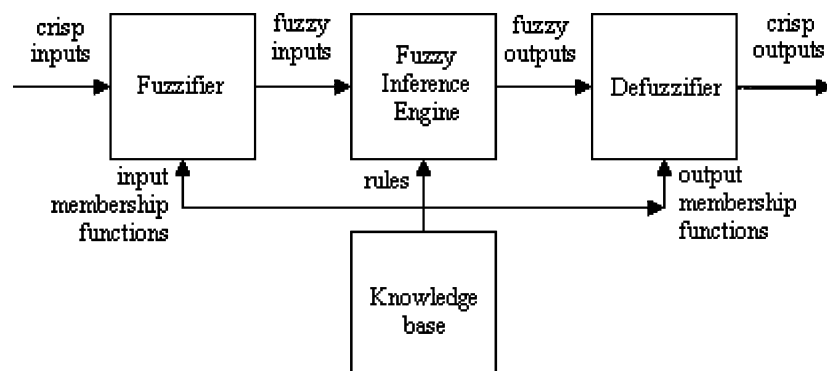 crisp
inputs
Fuzzifier
fuzzy
inputs
Fuzzy
Inference
Engine
fuzzy
outputs
Defuzzifier
crisp
outputs
input
membership
functions
rules
output
membership
functions
Knowledge
base